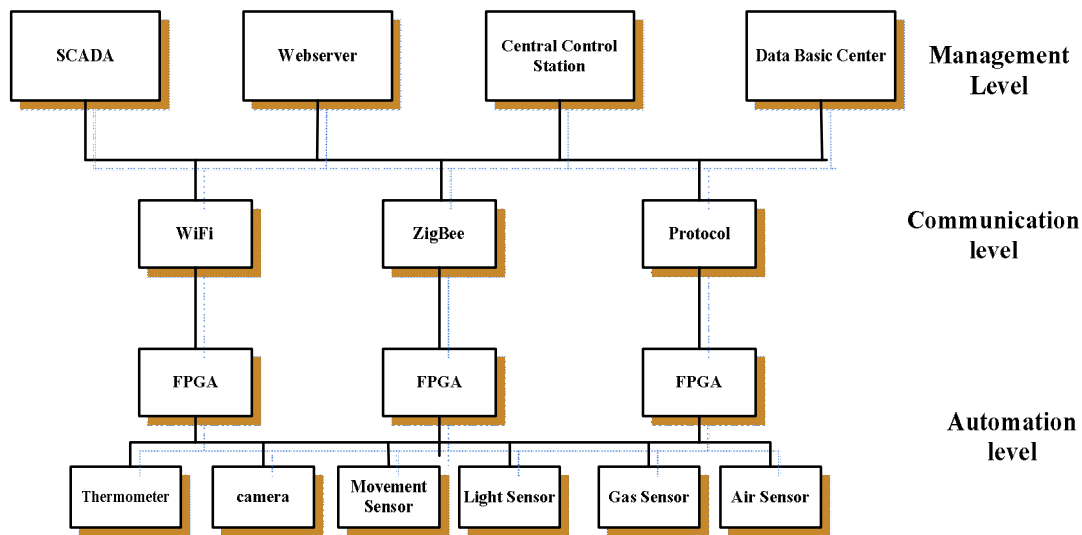 SCADA
Webserver
Central Control
Station
Data Basic Center
Management
Level
WiFi
ZigBee
Protocol
Communication
level
FPGA
FPGA
FPGA
Automation
level
Thermometer
camera
Movement
Sensor
Light Sensor
Gas Sensor
Air Sensor